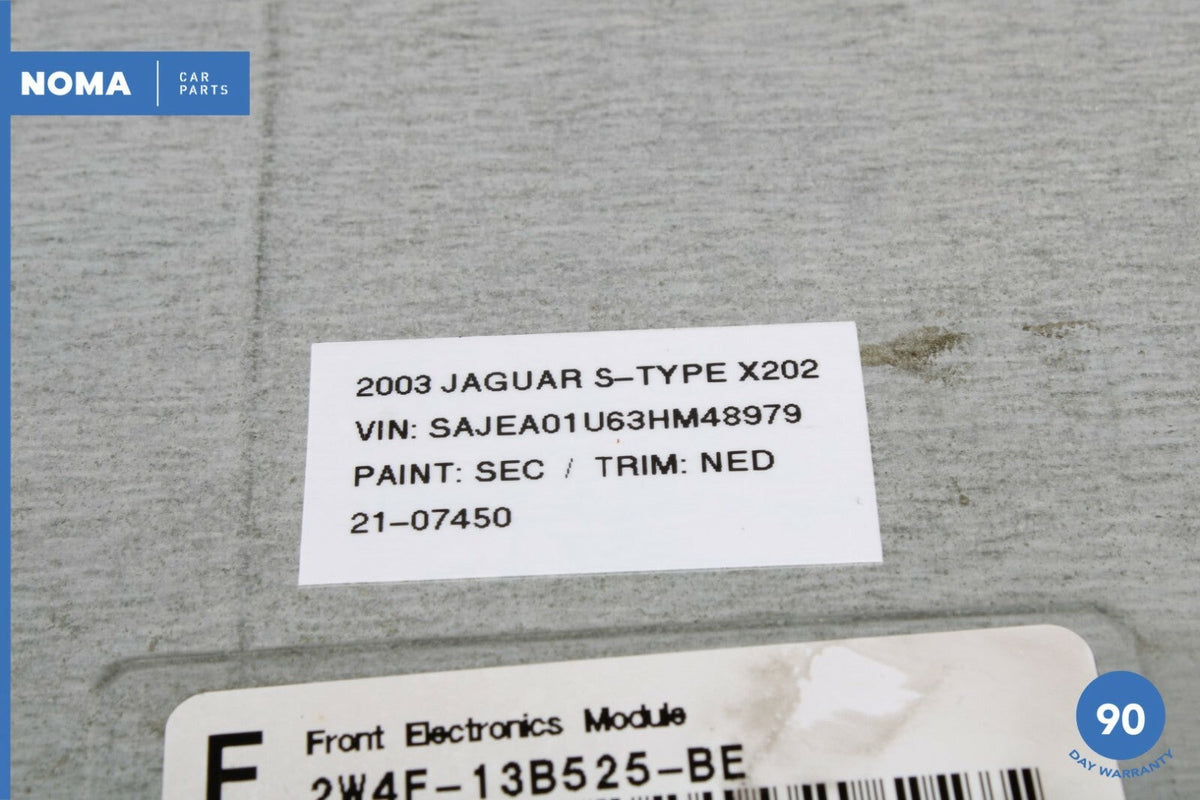 NOMA
CAR
PARTS
2003 JAGUAR S-TYPE X202
VIN: SAJEA01U63HM48979
PAINT: SEC / TRIM: NED
21-07450
F Front Electronics Module
2W4F-13B525-BE
90
DAY WARRANTY